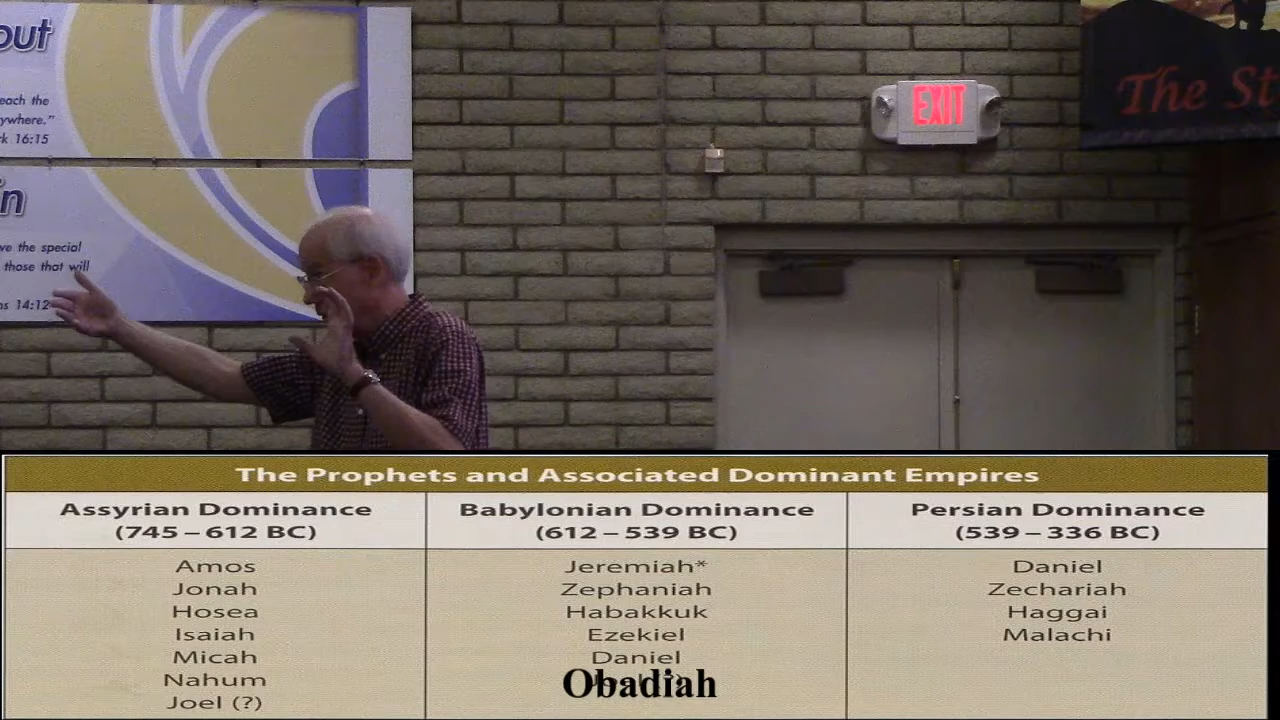 out
each the
ywhere."
rk 16:15
n
ve the special
those that will
ns 14:12
EXIT
The St
The Prophets and Associated Dominant Empires
Assyrian Dominance
(745 – 612 BC)
Babylonian Dominance
(612 – 539 BC)
Persian Dominance
(539 – 336 BC)
Amos
Jonah
Hosea
Isaiah
Micah
Nahum
Joel (?)
Jeremiah*
Zephaniah
Habakkuk
Ezekiel
Daniel
Obadiah
Daniel
Zechariah
Haggai
Malachi